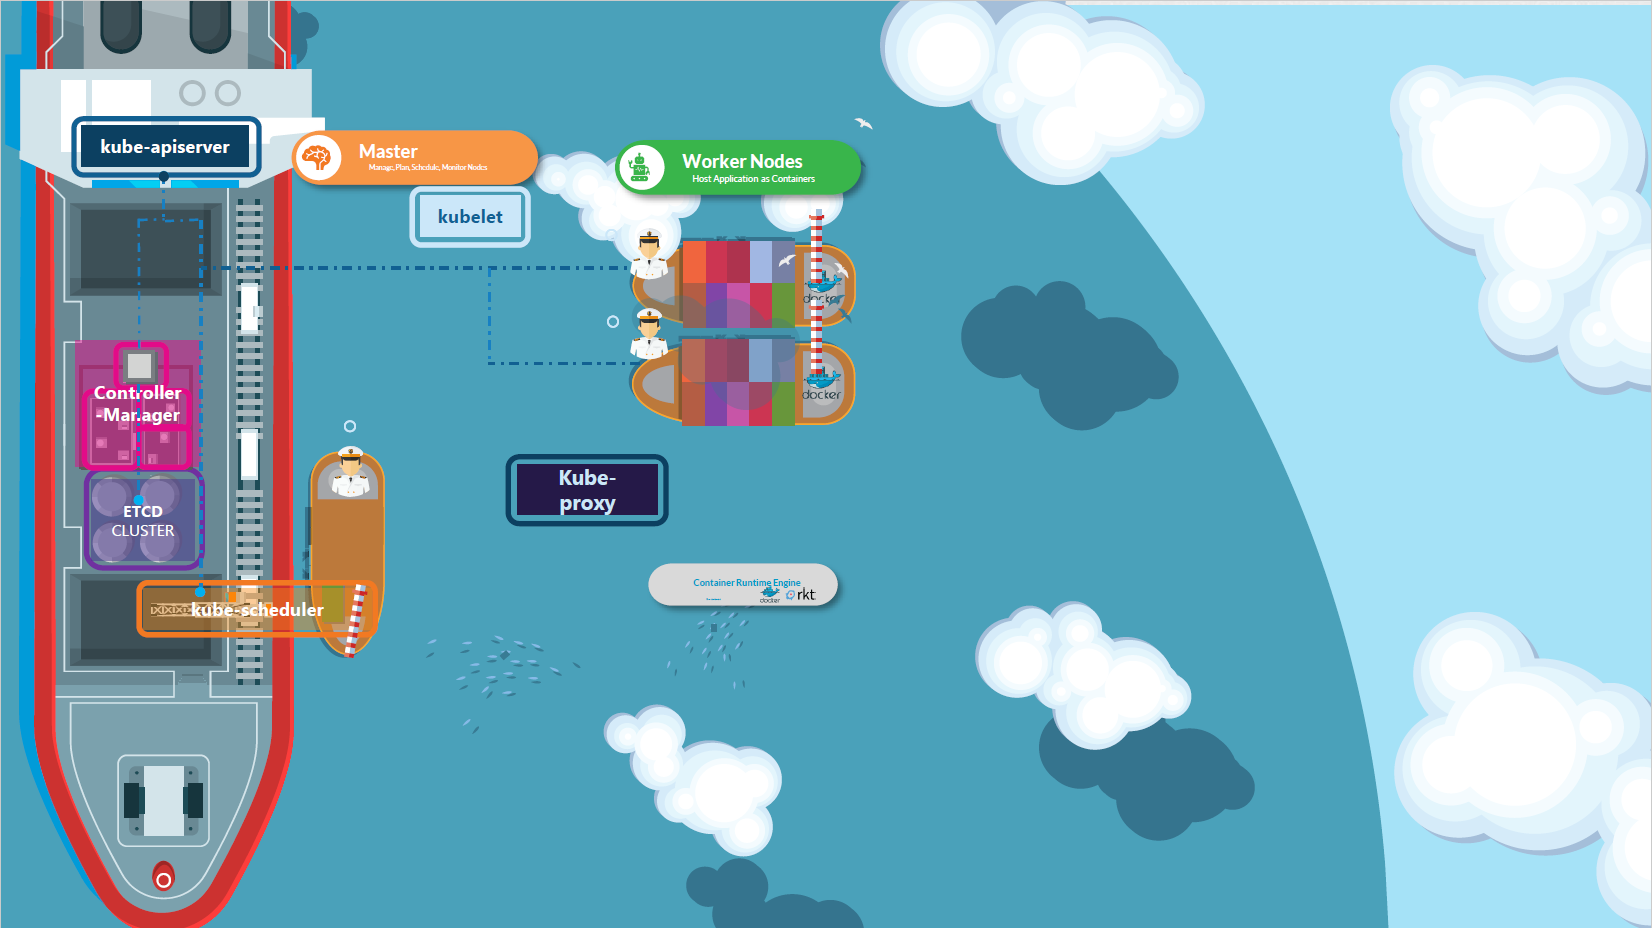 kube-apiserver
Master
Manage, Plan, Schedule, Monitor Nodes
Worker Nodes
Host Application as Containers
kubelet
docker
docker
Controller
-Manager
Kube-
proxy
ETCD
CLUSTER
Container Runtime Engine
docker
rkt
kube-scheduler